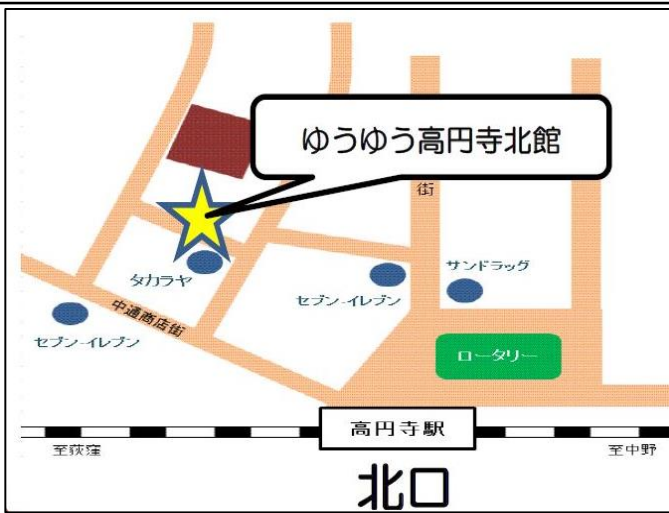 ゆうゆう高円寺北館
街
サンドラッグ
タカラヤ
セブン-イレブン
中通商店街
セブン-イレブン
ロータリー
高円寺駅
至荻窪
至中野
北口